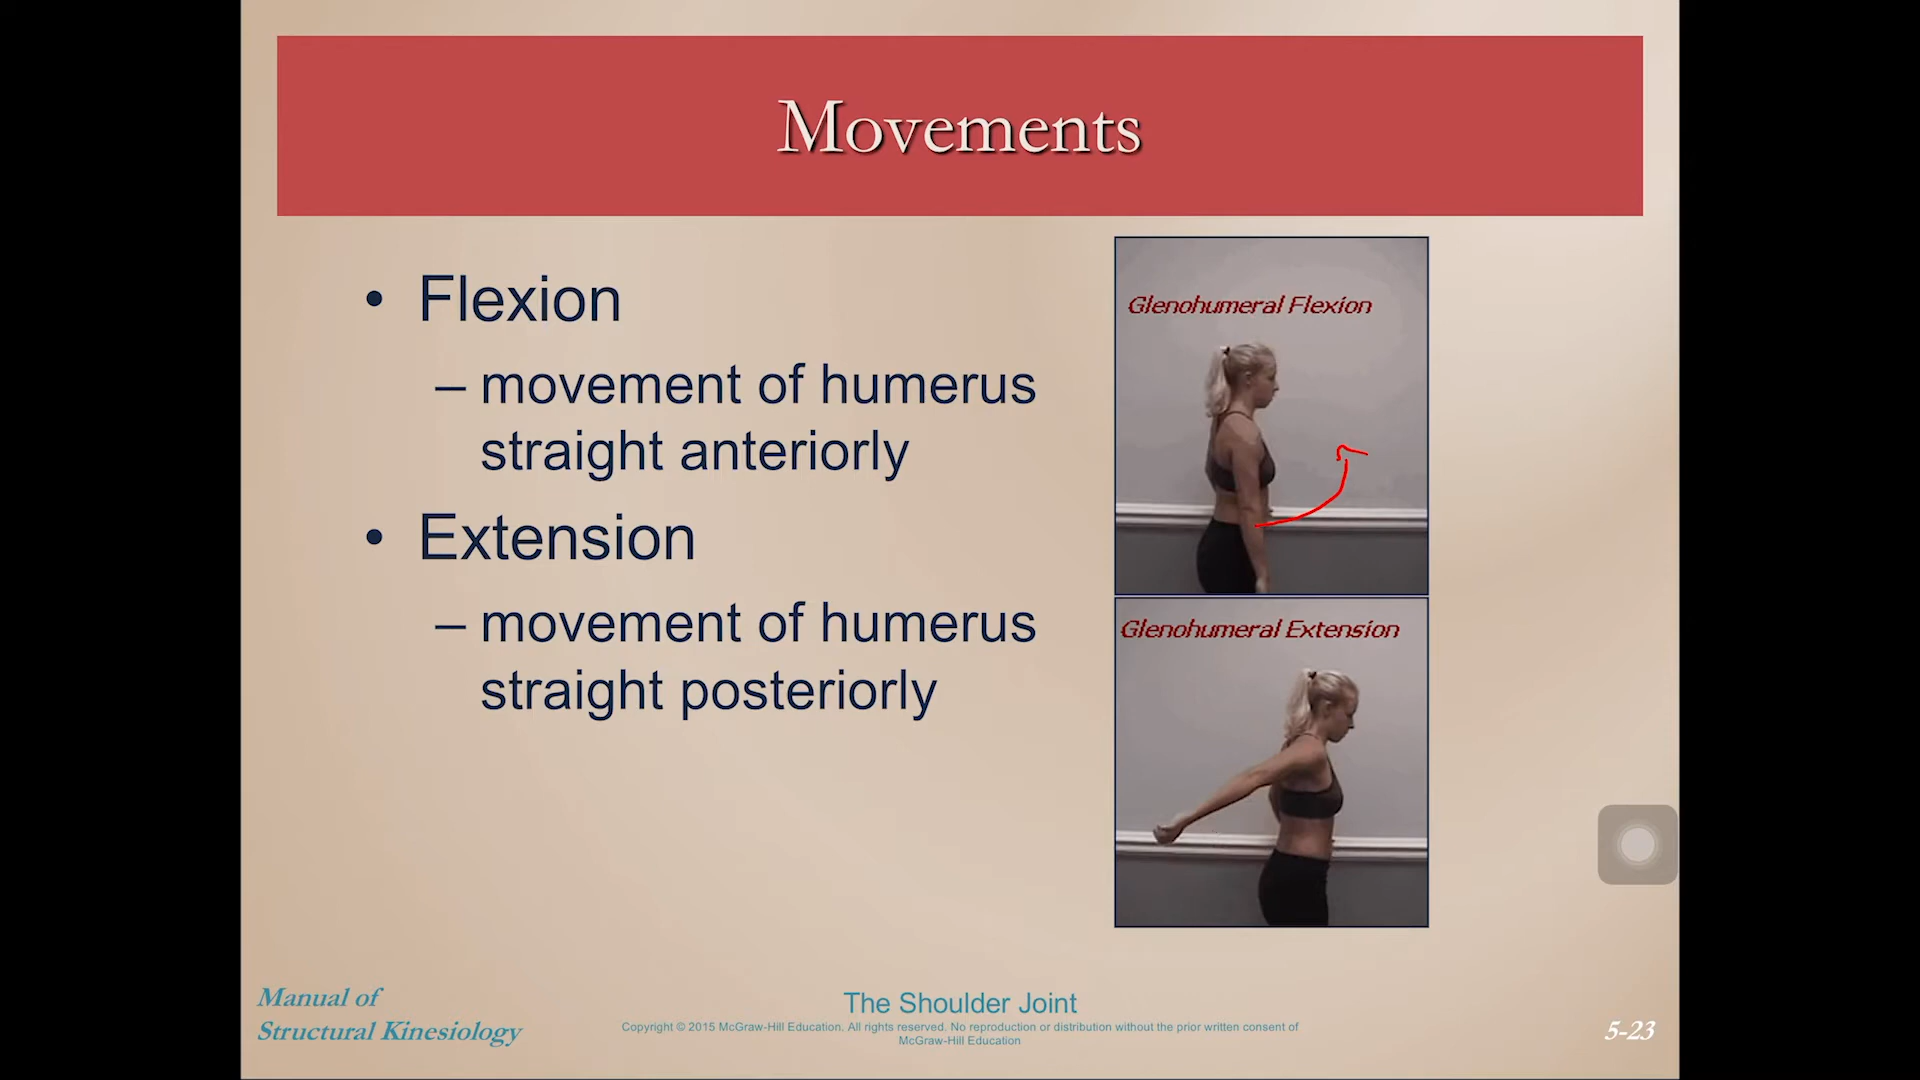 Movements
• Flexion
– movement of humerus
straight anteriorly
• Extension
– movement of humerus
straight posteriorly
Glenohumeral Flexion
Glenohumeral Extension
Manual of
Structural Kinesiology
The Shoulder Joint
Copyright © 2015 McGraw-Hill Education. All rights reserved. No reproduction or distribution without the prior written consent of
McGraw-Hill Education
5-23